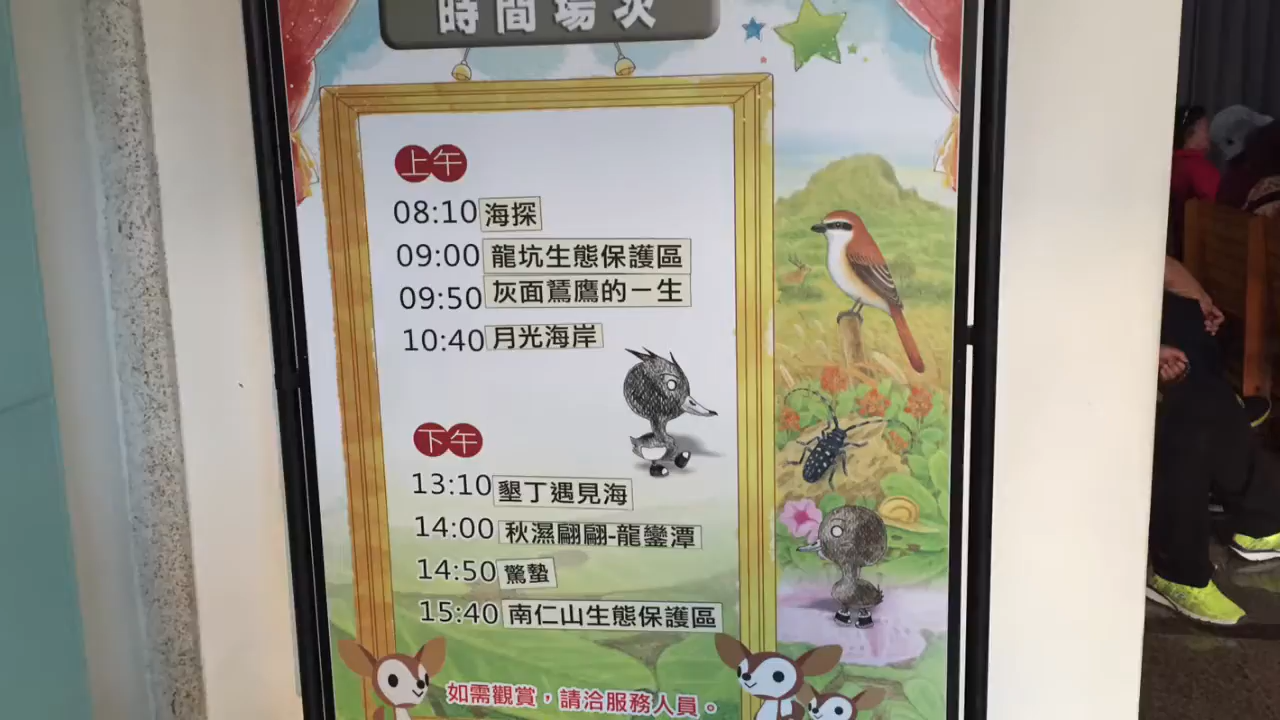 時間場次
上午
08:10 海探
09:00 龍坑生態保護區
09:50 灰面鵟鷹的一生
10:40 月光海岸
下午
13:10 墾丁遇見海
14:00 秋濕翩翩-龍鑾潭
14:50 驚蟄
15:40 南仁山生態保護區
如需觀賞，請洽服務人員。